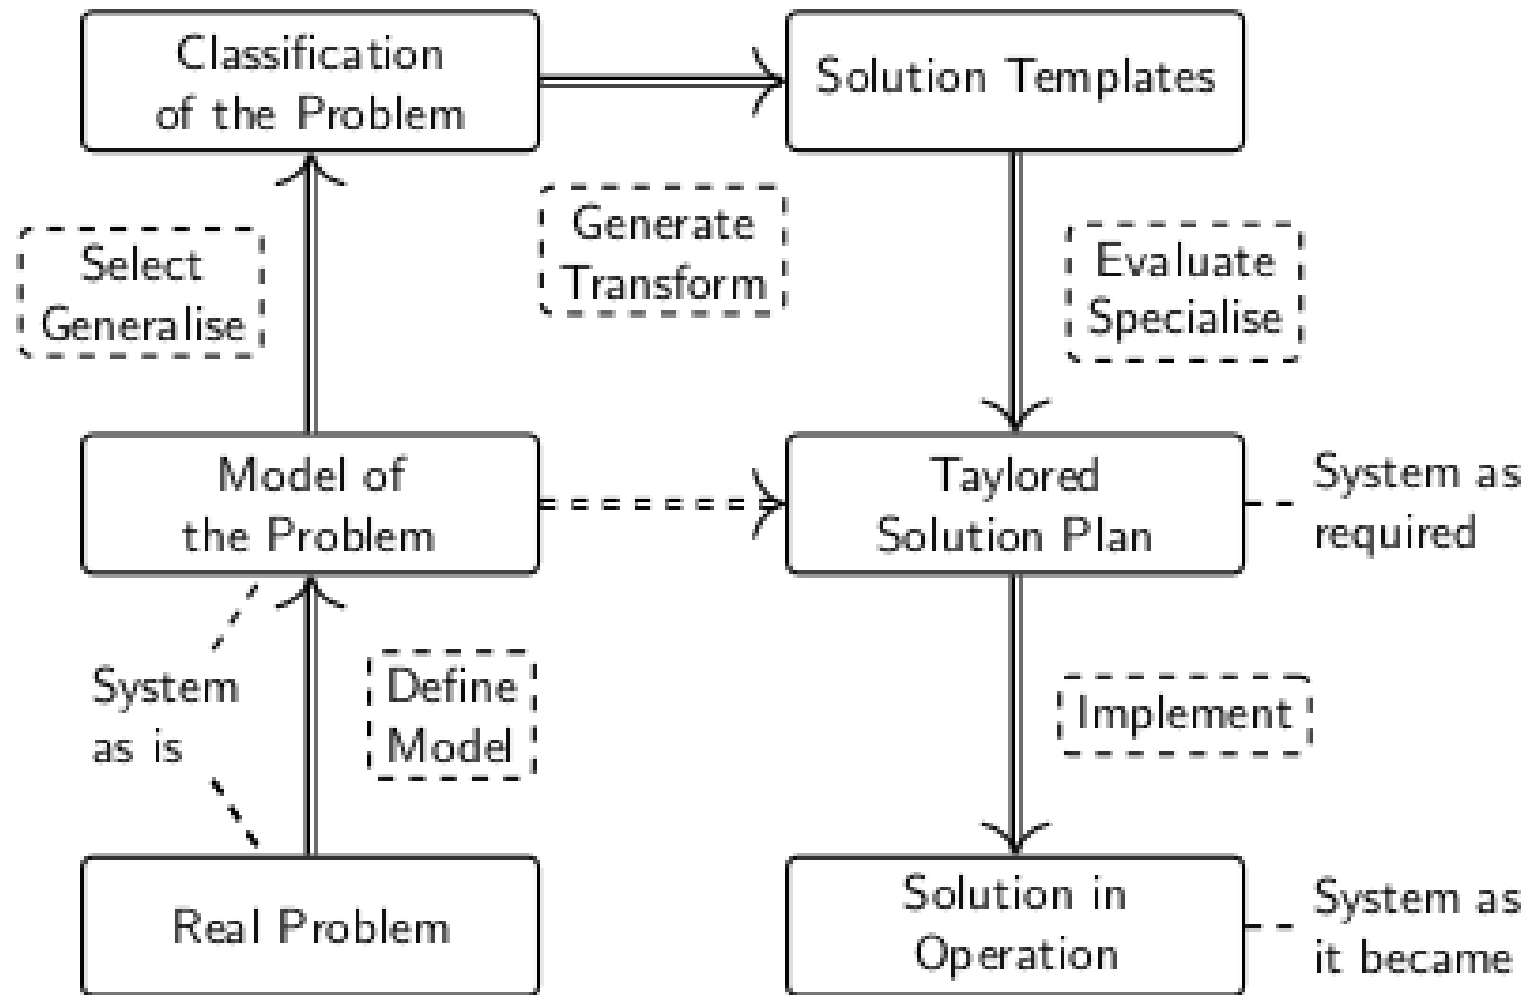 Classification
of the Problem
Solution Templates
Generate
Transform
Select
Generalise
Evaluate
Specialise
Model of
the Problem
Taylored
Solution Plan
System as
required
System
as is
Define
Model
Implement
Real Problem
Solution in
Operation
System as
it became